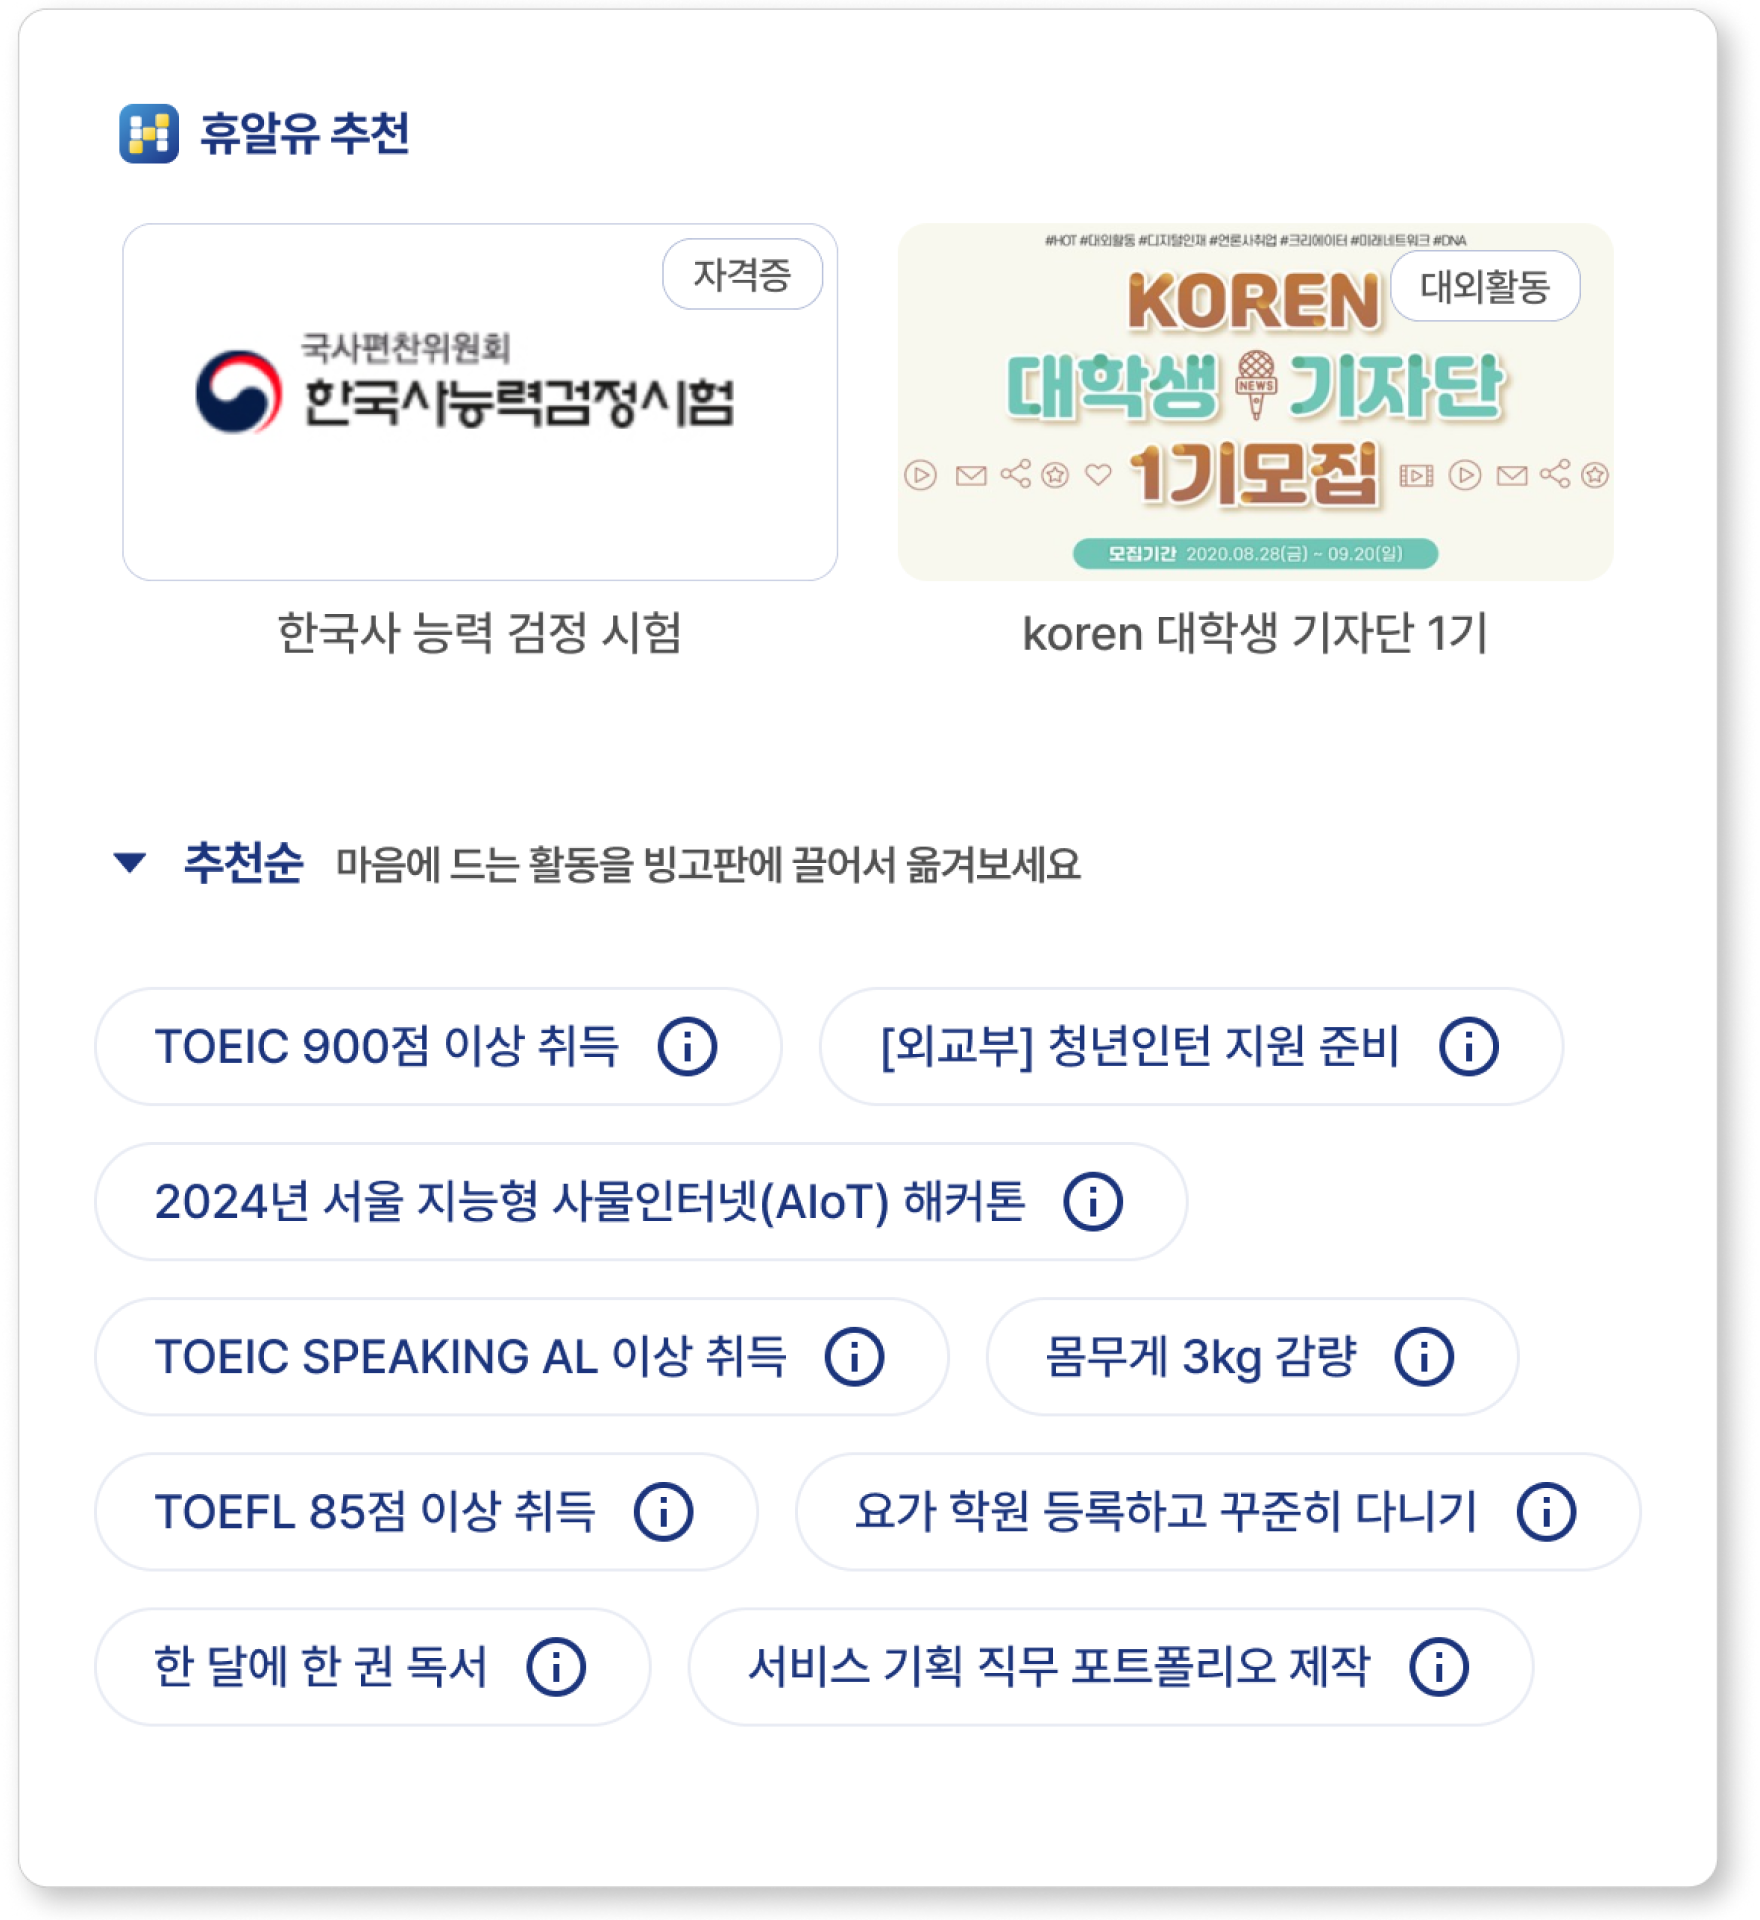 휴알유 추천
자격증
국사편찬위원회
한국사능력검정시험
한국사 능력 검정 시험
#HOT #대외활동 #디지털인재 #언론사취업 #크리에이터 #미래네트워크 #DNA
대외활동
KOREN
대학생 NEWS 기자단
1기모집
모집기간 2020.08.28(금) ~ 09.20(일)
koren 대학생 기자단 1기
추천순 마음에 드는 활동을 빙고판에 끌어서 옮겨보세요
TOEIC 900점 이상 취득
[외교부] 청년인턴 지원 준비
2024년 서울 지능형 사물인터넷(AIoT) 해커톤
TOEIC SPEAKING AL 이상 취득
몸무게 3kg 감량
TOEFL 85점 이상 취득
요가 학원 등록하고 꾸준히 다니기
한 달에 한 권 독서
서비스 기획 직무 포트폴리오 제작